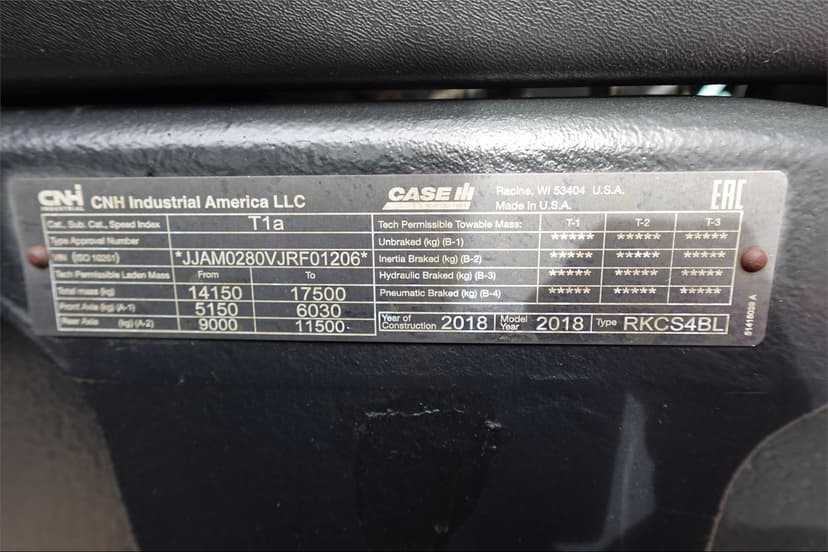 CNH INDUSTRIAL CNH Industrial America LLC CASE IH Racine, WI 53404 U.S.A. Made in U.S.A. EAC
Cat., Sub. Cat., Speed Index T1a
Type Approval Number *****
VIN (ISO 10261) *JJAM0280VJRF01206*
Tech Permissible Laden Mass From To
Total mass (kg) 14150 17500
Front Axle (kg) (A-1) 5150 6030
Rear Axle (kg) (A-2) 9000 11500
Tech Permissible Towable Mass: T-1 T-2 T-3
Unbraked (kg) (B-1) ***** ***** *****
Inertia Braked (kg) (B-2) ***** ***** *****
Hydraulic Braked (kg) (B-3) ***** ***** *****
Pneumatic Braked (kg) (B-4) ***** ***** *****
Year of Construction 2018 Model Year 2018 Type RKCS4BL